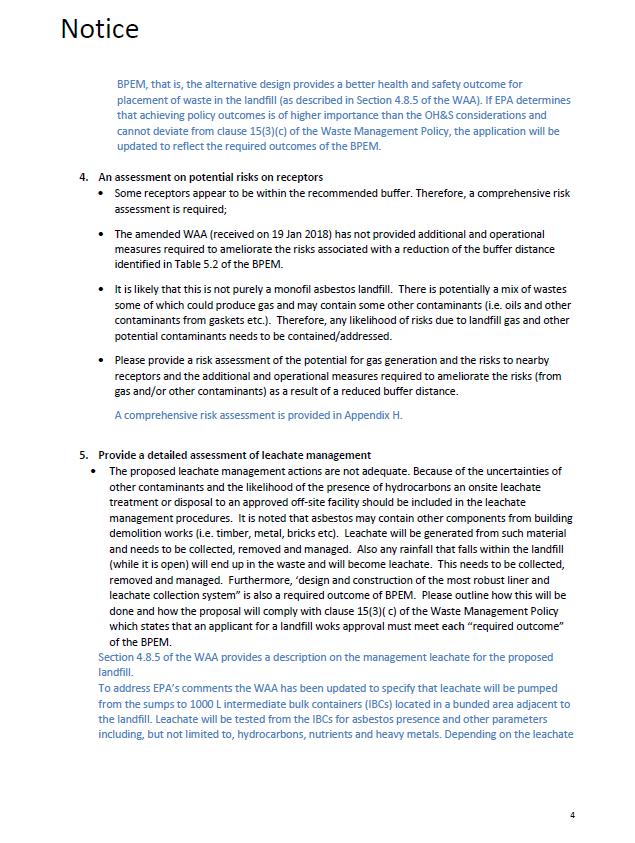 Notice
BPEM, that is, the alternative design provides a better health and safety outcome for
placement of waste in the landfill (as described in Section 4.8.5 of the WAA). If EPA determines
that achieving policy outcomes is of higher importance than the OH&S considerations and
cannot deviate from clause 15(3)(c) of the Waste Management Policy, the application will be
updated to reflect the required outcomes of the BPEM.
4. An assessment on potential risks on receptors
• Some receptors appear to be within the recommended buffer. Therefore, a comprehensive risk
assessment is required;
• The amended WAA (received on 19 Jan 2018) has not provided additional and operational
measures required to ameliorate the risks associated with a reduction of the buffer distance
identified in Table 5.2 of the BPEM.
• It is likely that this is not purely a monofil asbestos landfill. There is potentially a mix of wastes
some of which could produce gas and may contain some other contaminants (i.e. oils and other
contaminants from gaskets etc.). Therefore, any likelihood of risks due to landfill gas and other
potential contaminants needs to be contained/addressed.
• Please provide a risk assessment of the potential for gas generation and the risks to nearby
receptors and the additional and operational measures required to ameliorate the risks (from
gas and/or other contaminants) as a result of a reduced buffer distance.
A comprehensive risk assessment is provided in Appendix H.
5. Provide a detailed assessment of leachate management
• The proposed leachate management actions are not adequate. Because of the uncertainties of
other contaminants and the likelihood of the presence of hydrocarbons an onsite leachate
treatment or disposal to an approved off-site facility should be included in the leachate
management procedures. It is noted that asbestos may contain other components from building
demolition works (i.e. timber, metal, bricks etc). Leachate will be generated from such material
and needs to be collected, removed and managed. Also any rainfall that falls within the landfill
(while it is open) will end up in the waste and will become leachate. This needs to be collected,
removed and managed. Furthermore, ‘design and construction of the most robust liner and
leachate collection system” is also a required outcome of BPEM. Please outline how this will be
done and how the proposal will comply with clause 15(3)( c) of the Waste Management Policy
which states that an applicant for a landfill woks approval must meet each “required outcome”
of the BPEM.
Section 4.8.5 of the WAA provides a description on the management leachate for the proposed
landfill.
To address EPA’s comments the WAA has been updated to specify that leachate will be pumped
from the sumps to 1000 L intermediate bulk containers (IBCs) located in a bunded area adjacent to
the landfill. Leachate will be tested from the IBCs for asbestos presence and other parameters
including, but not limited to, hydrocarbons, nutrients and heavy metals. Depending on the leachate
4